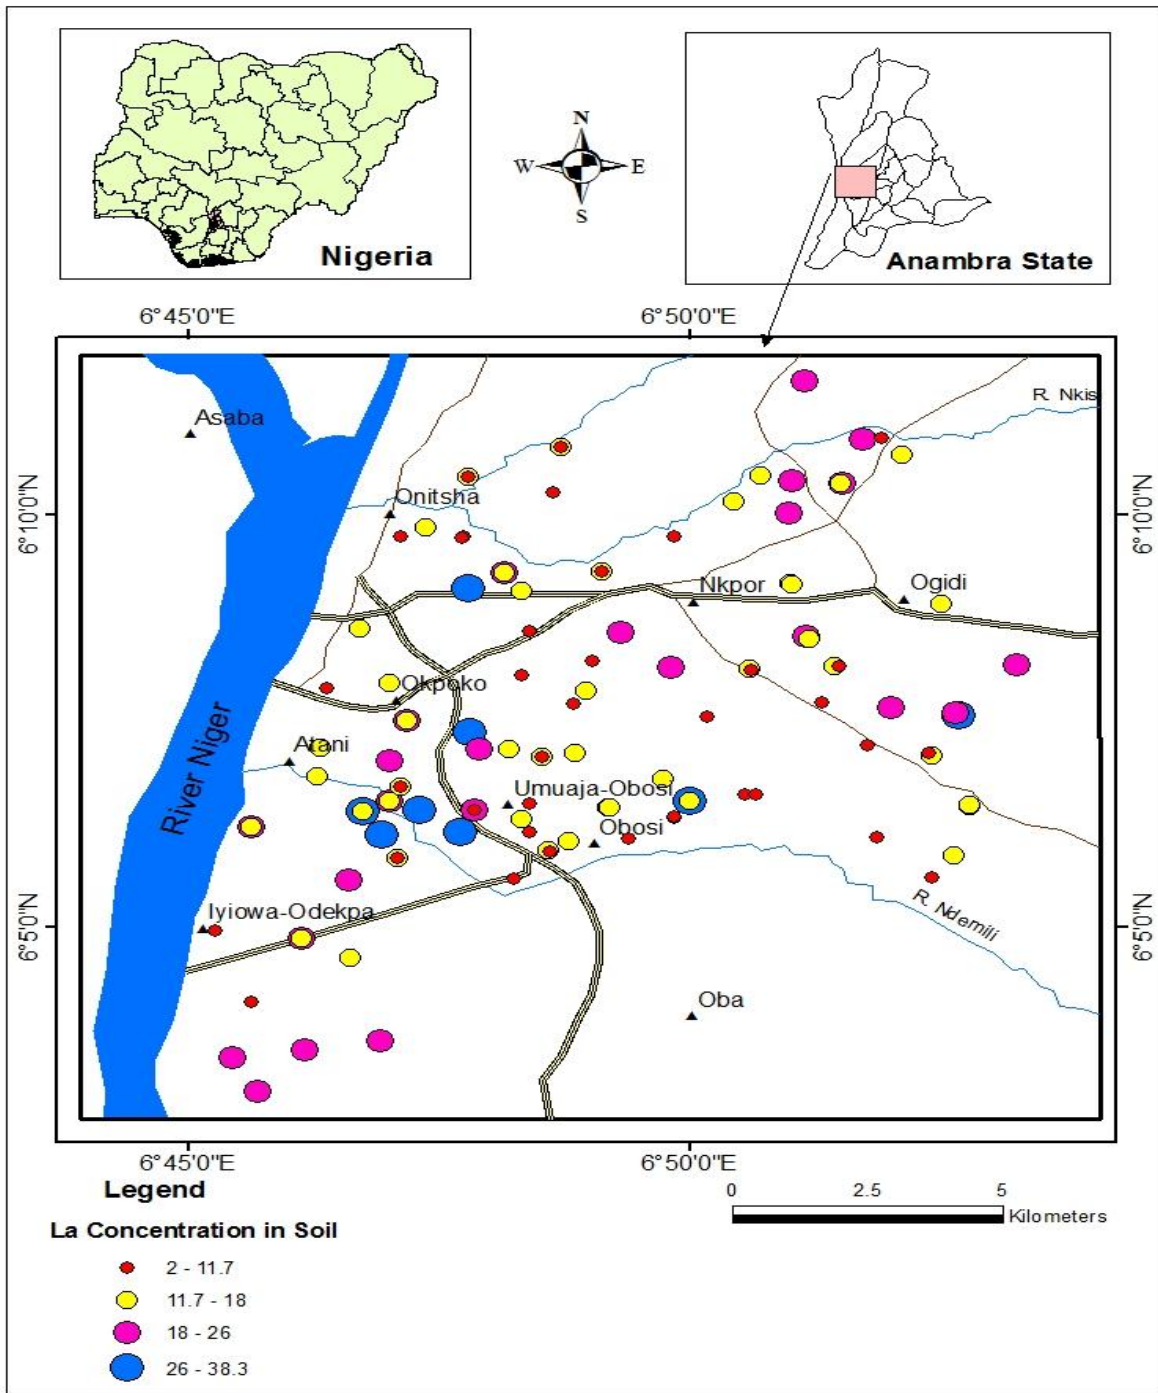 Nigeria
N
W E
S
Anambra State
6°45'0"E 6°50'0"E
R. Nkis
Asaba
Onitsha
6°10'0"N 6°10'0"N
Nkpor
Ogidi
Okpoko
Atani
River Niger
Umuaja-Obosi
Obosi
Iyiowa-Odekpa
R. Ndemili
6°5'0"N 6°5'0"N
Oba
6°45'0"E 6°50'0"E
Legend
0 2.5 5
Kilometers
La Concentration in Soil
2 - 11.7
11.7 - 18
18 - 26
26 - 38.3